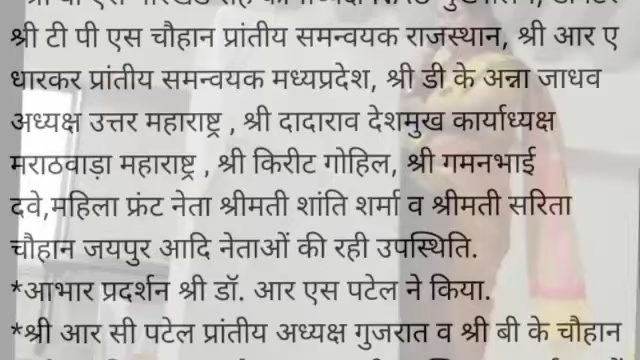 श्री टी पी एस चौहान प्रांतीय समन्वयक राजस्थान, श्री आर ए
धारकर प्रांतीय समन्वयक मध्यप्रदेश, श्री डी के अन्ना जाधव
अध्यक्ष उत्तर महाराष्ट्र , श्री दादाराव देशमुख कार्याध्यक्ष
मराठवाड़ा महाराष्ट्र , श्री किरीट गोहिल, श्री गमनभाई
दवे,महिला फ्रंट नेता श्रीमती शांति शर्मा व श्रीमती सरिता
चौहान जयपुर आदि नेताओं की रही उपस्थिति.
*आभार प्रदर्शन श्री डॉ. आर एस पटेल ने किया.
*श्री आर सी पटेल प्रांतीय अध्यक्ष गुजरात व श्री बी के चौहान